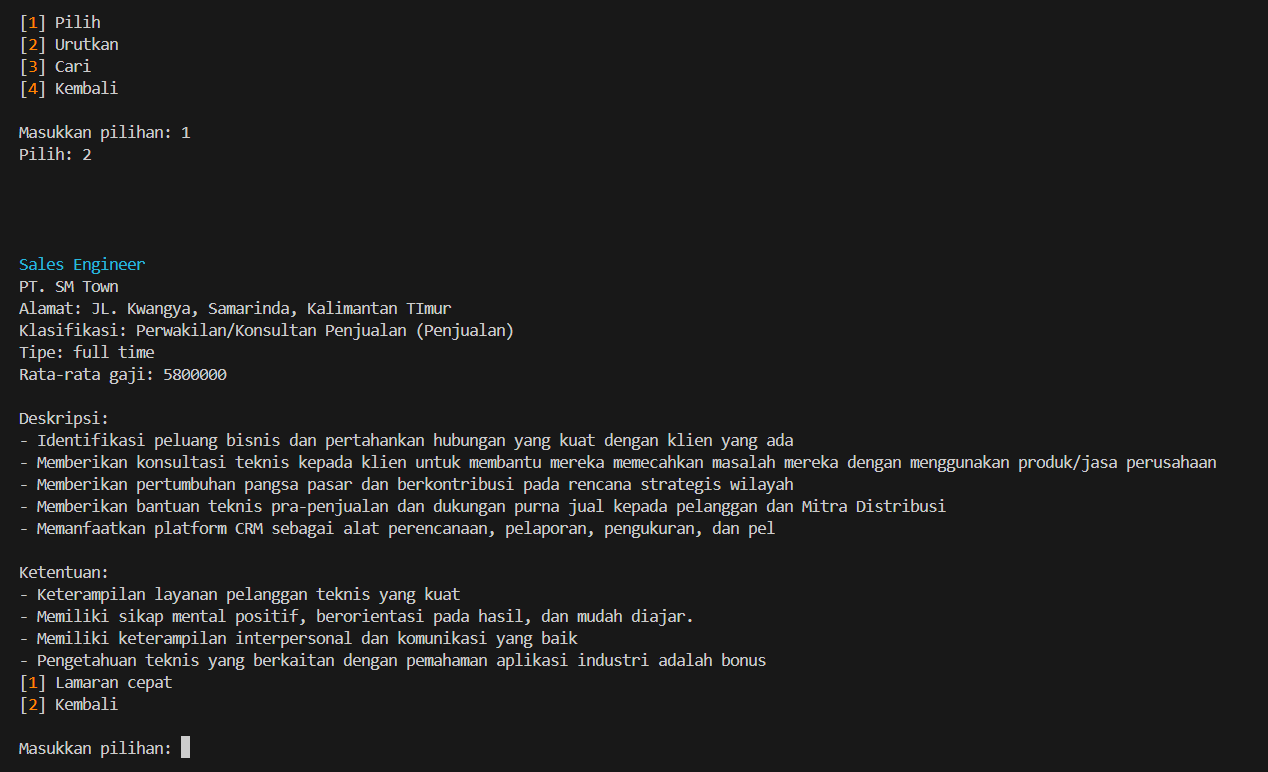 [1] Pilih
[2] Urutkan
[3] Cari
[4] Kembali
Masukkan pilihan: 1
Pilih: 2
Sales Engineer
PT. SM Town
Alamat: JL. Kwangya, Samarinda, Kalimantan TImur
Klasifikasi: Perwakilan/Konsultan Penjualan (Penjualan)
Tipe: full time
Rata-rata gaji: 5800000
Deskripsi:
- Identifikasi peluang bisnis dan pertahankan hubungan yang kuat dengan klien yang ada
- Memberikan konsultasi teknis kepada klien untuk membantu mereka memecahkan masalah mereka dengan menggunakan produk/jasa perusahaan
- Memberikan pertumbuhan pangsa pasar dan berkontribusi pada rencana strategis wilayah
- Memberikan bantuan teknis pra-penjualan dan dukungan purna jual kepada pelanggan dan Mitra Distribusi
- Memanfaatkan platform CRM sebagai alat perencanaan, pelaporan, pengukuran, dan pel
Ketentuan:
- Keterampilan layanan pelanggan teknis yang kuat
- Memiliki sikap mental positif, berorientasi pada hasil, dan mudah diajar.
- Memiliki keterampilan interpersonal dan komunikasi yang baik
- Pengetahuan teknis yang berkaitan dengan pemahaman aplikasi industri adalah bonus
[1] Lamaran cepat
[2] Kembali
Masukkan pilihan: